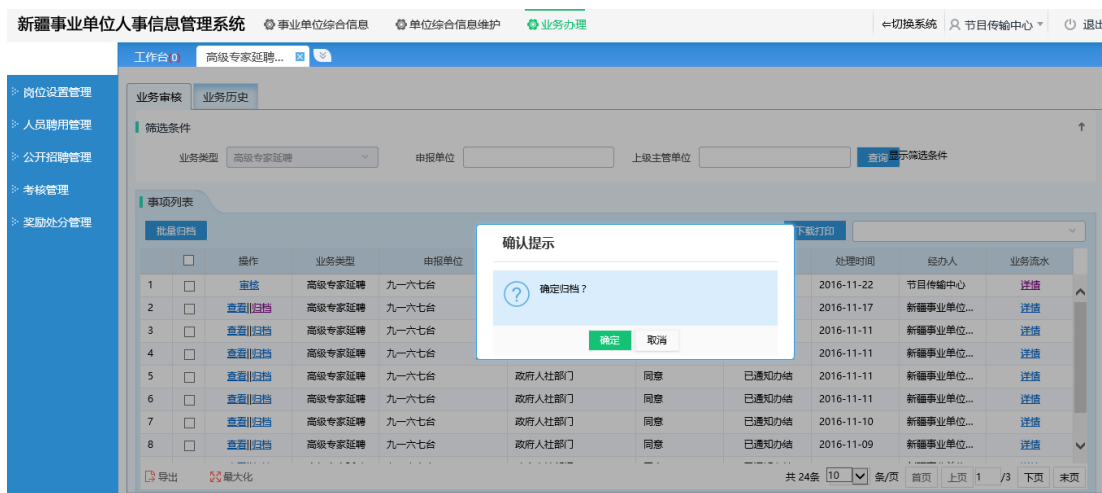 新疆事业单位人事信息管理系统 事业单位综合信息 单位综合信息维护 业务办理 ⇐切换系统 节目传输中心
工作台(0) 高级专家延聘...
岗位设置管理
人员聘用管理
公开招聘管理
考核管理
奖励处分管理
业务审核 业务历史
筛选条件
业务类型 高级专家延聘 申报单位 上级主管单位 查询 显示筛选条件
事项列表
批量归档 下载打印
操作 业务类型 申报单位 处理时间 经办人 业务流水
1 审核 高级专家延聘 九一六七台 2016-11-22 节目传输中心 详情
2 查看||归档 高级专家延聘 九一六七台 2016-11-17 新疆事业单位... 详情
3 查看||归档 高级专家延聘 九一六七台 2016-11-11 新疆事业单位... 详情
4 查看||归档 高级专家延聘 九一六七台 2016-11-11 新疆事业单位... 详情
5 查看||归档 高级专家延聘 九一六七台 政府人社部门 同意 已通知办结 2016-11-11 新疆事业单位... 详情
6 查看||归档 高级专家延聘 九一六七台 政府人社部门 同意 已通知办结 2016-11-11 新疆事业单位... 详情
7 查看||归档 高级专家延聘 九一六七台 政府人社部门 同意 已通知办结 2016-11-10 新疆事业单位... 详情
8 查看||归档 高级专家延聘 九一六七台 政府人社部门 同意 已通知办结 2016-11-09 新疆事业单位... 详情
确认提示
确定归档？
确定 取消
导出 最大化 共 24条 10 条/页 首页 上页 1 /3 下页 末页